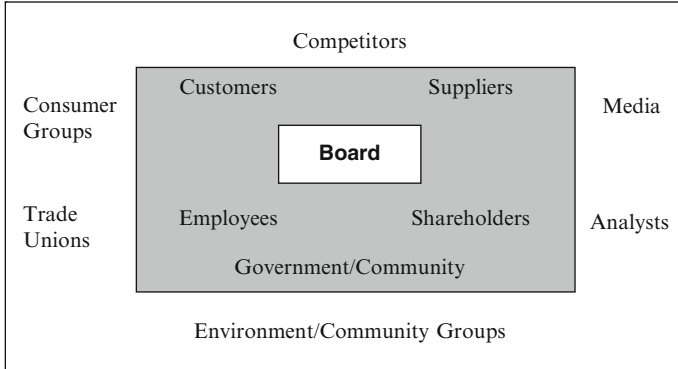 Competitors
Customers
Suppliers
Consumer
Groups
Media
Board
Trade
Unions
Employees
Shareholders
Analysts
Government/Community
Environment/Community Groups